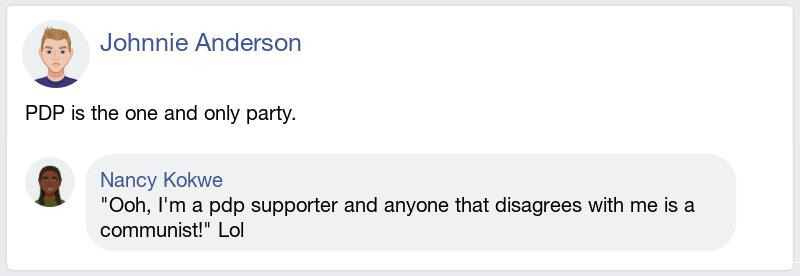 Johnnie Anderson
PDP is the one and only party.
Nancy Kokwe
"Ooh, I'm a pdp supporter and anyone that disagrees with me is a
communist!" Lol